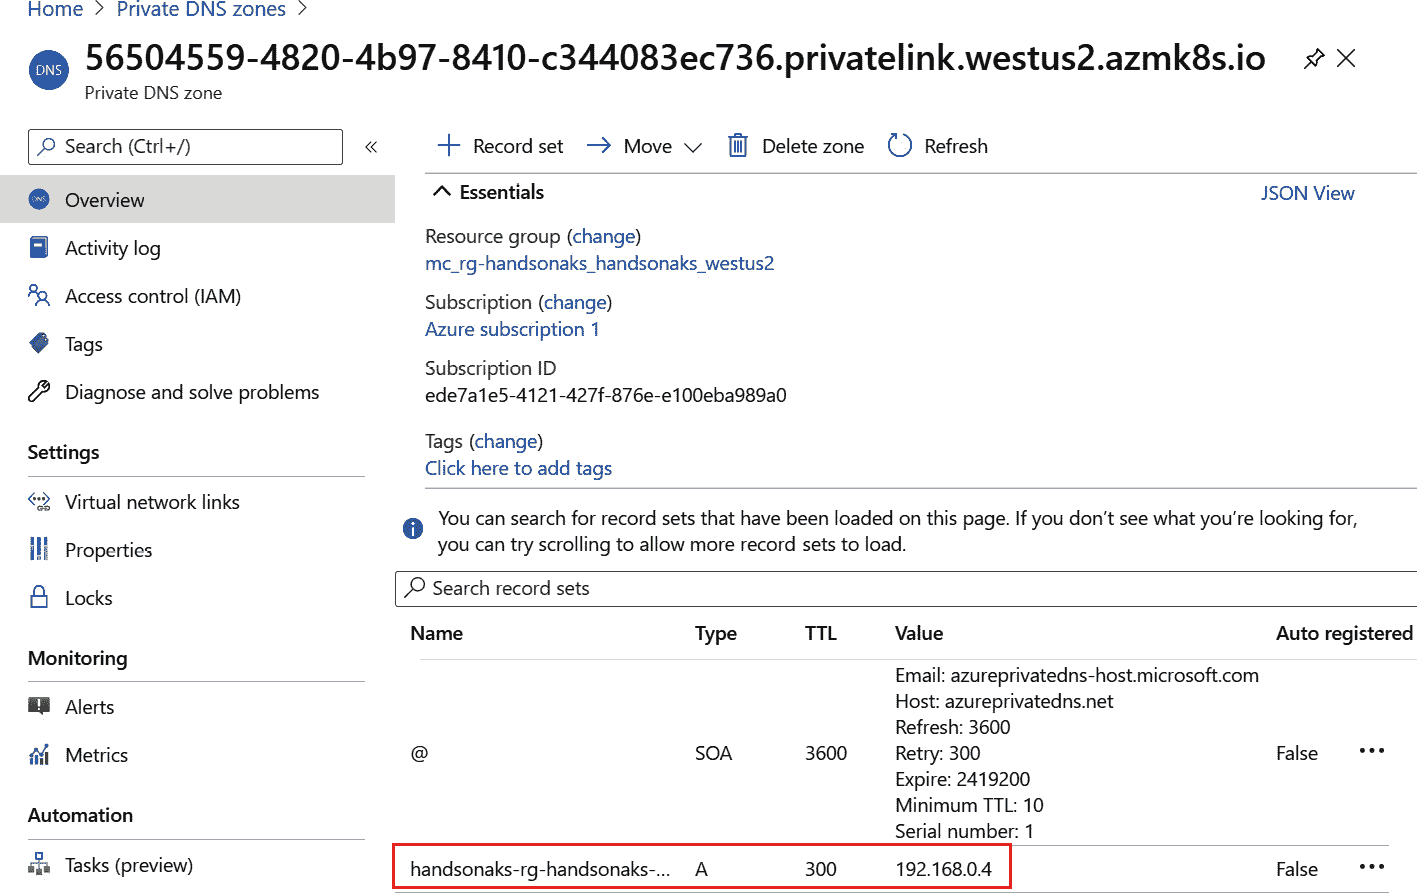 Home > Private DNS zones >
DNS
56504559-4820-4b97-8410-c344083ec736.privatelink.westus2.azmk8s.io
Private DNS zone
Search (Ctrl+/)
«
Overview
Activity log
Access control (IAM)
Tags
Diagnose and solve problems
Settings
Virtual network links
Properties
Locks
Monitoring
Alerts
Metrics
Automation
Tasks (preview)
Record set Move Delete zone Refresh
Essentials JSON View
Resource group (change)
mc_rg-handsonaks_handsonaks_westus2
Subscription (change)
Azure subscription 1
Subscription ID
ede7a1e5-4121-427f-876e-e100eba989a0
Tags (change)
Click here to add tags
You can search for record sets that have been loaded on this page. If you don’t see what you’re looking for,
you can try scrolling to allow more record sets to load.
Search record sets
Name Type TTL Value Auto registered
Email: azureprivatedns-host.microsoft.com
Host: azureprivatedns.net
Refresh: 3600
@ SOA 3600 Retry: 300 False •••
Expire: 2419200
Minimum TTL: 10
Serial number: 1
handsonaks-rg-handsonaks-... A 300 192.168.0.4 False •••